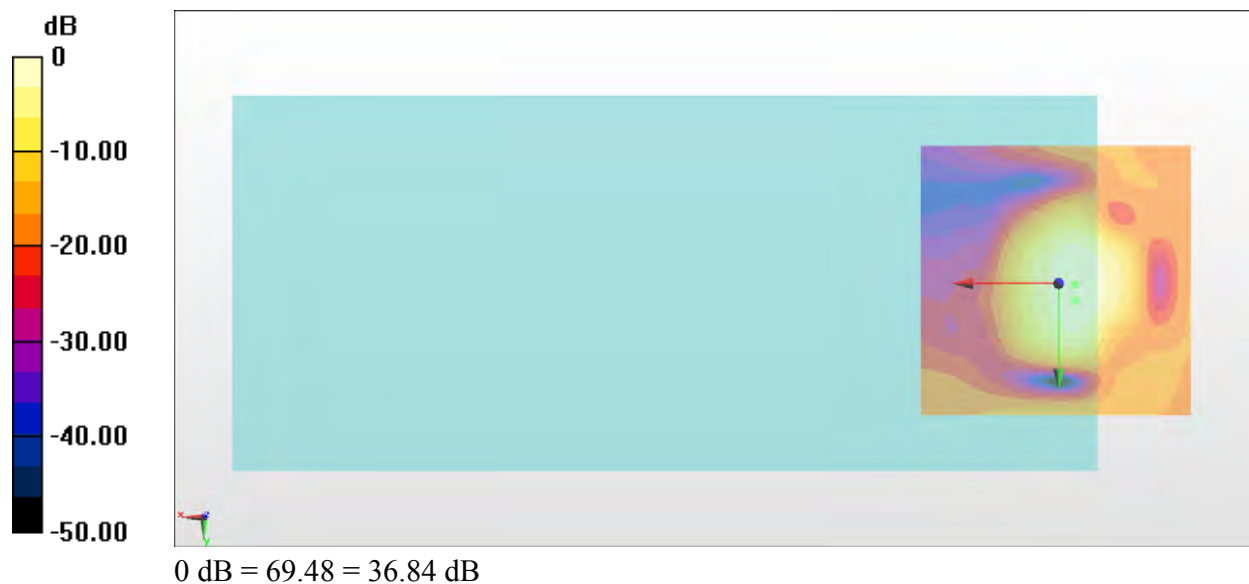 dB
0
-10.00
-20.00
-30.00
-40.00
-50.00
x
z
y
0 dB = 69.48 = 36.84 dB